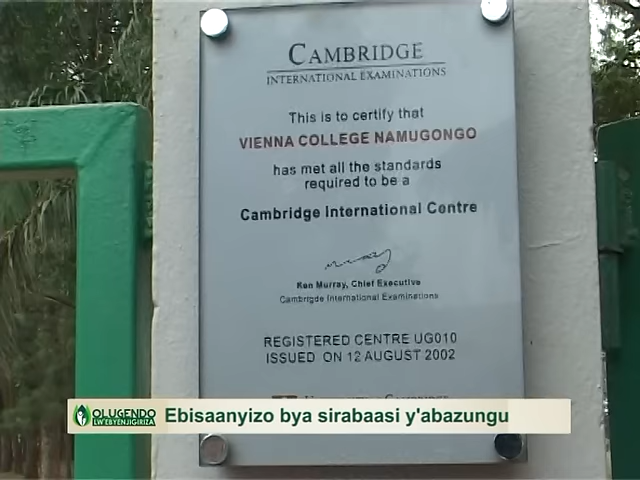 CAMBRIDGE
INTERNATIONAL EXAMINATIONS
This is to certify that
VIENNA COLLEGE NAMUGONGO
has met all the standards
required to be a
Cambridge International Centre
Ken Murray, Chief Executive
Cambrigde International Examinations
REGISTERED CENTRE UG010
ISSUED ON 12 AUGUST 2002
OLUGENDO
LW'EBYENJIGIRIZA
Ebisaanyizo bya sirabaasi y'abazungu